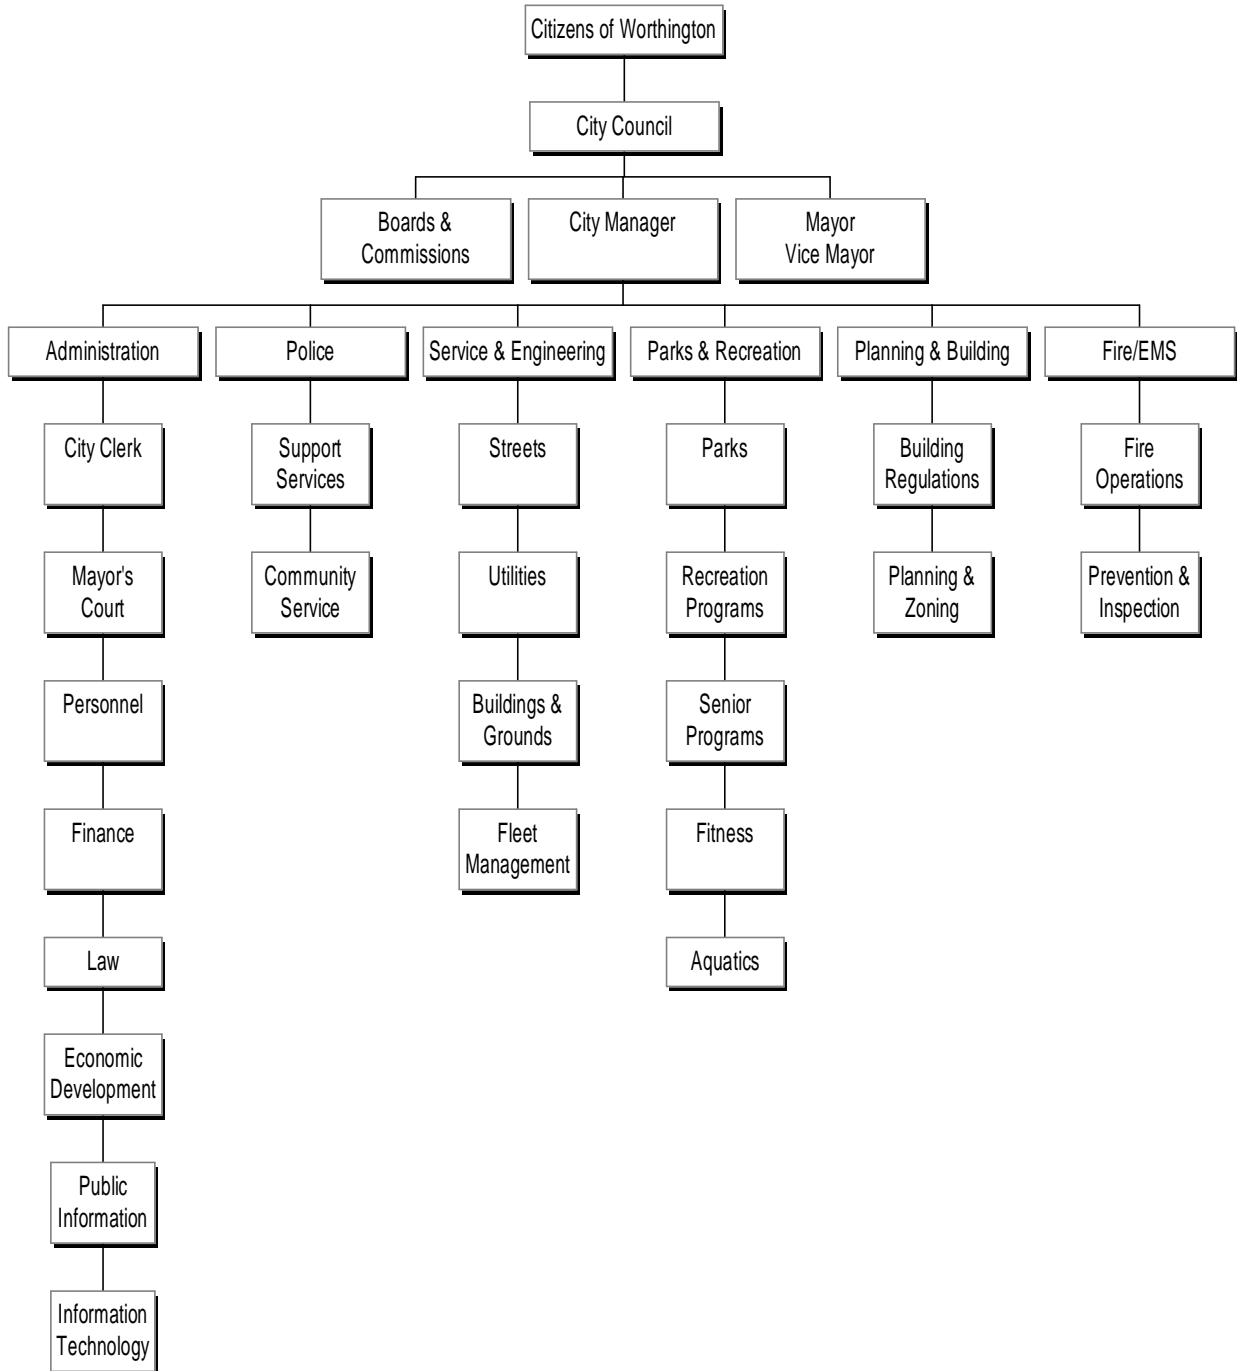 Citizens of Worthington
City Council
Boards &
Commissions
City Manager
Mayor
Vice Mayor
Administration
Police
Service & Engineering
Parks & Recreation
Planning & Building
Fire/EMS
City Clerk
Support
Services
Streets
Parks
Building
Regulations
Fire
Operations
Mayor's
Court
Community
Service
Utilities
Recreation
Programs
Planning &
Zoning
Prevention &
Inspection
Personnel
Buildings &
Grounds
Senior
Programs
Finance
Fleet
Management
Fitness
Law
Aquatics
Economic
Development
Public
Information
Information
Technology